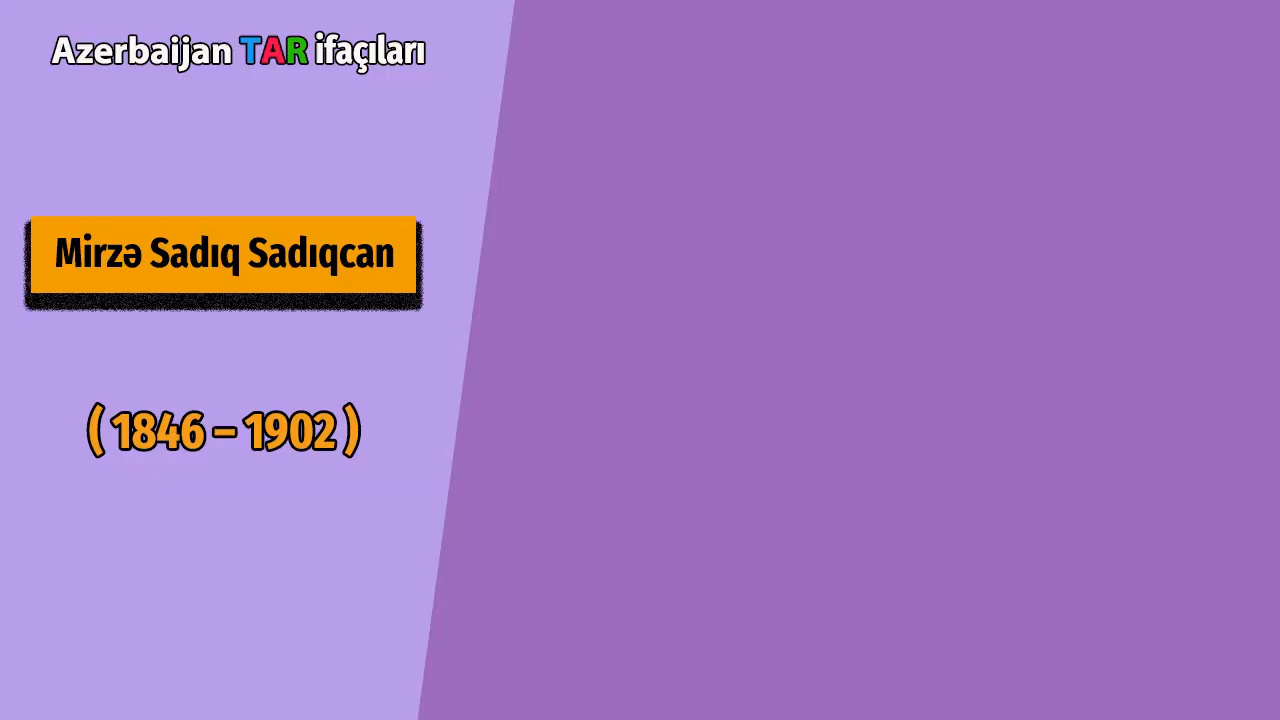 Azerbaijan TAR ifaçıları
Mirzə Sadıq Sadıqcan
( 1846 – 1902 )